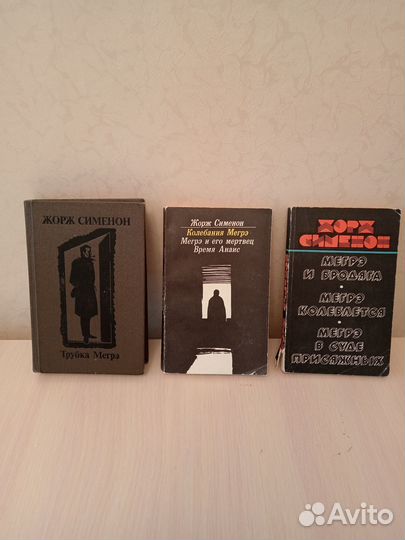 ЖОРЖ СИМЕНОН
Трубка Мегрэ
Жорж Сименон
Колебания Мегрэ
Мегрэ и его мертвец
Время Анаис
ЖОРЖ
СИМЕНОН
МЕГРЭ
И БРОДЯГА
МЕГРЭ
КОЛЕБЛЕТСЯ
МЕГРЭ
В СУДЕ
ПРИСЯЖНЫХ
Avito